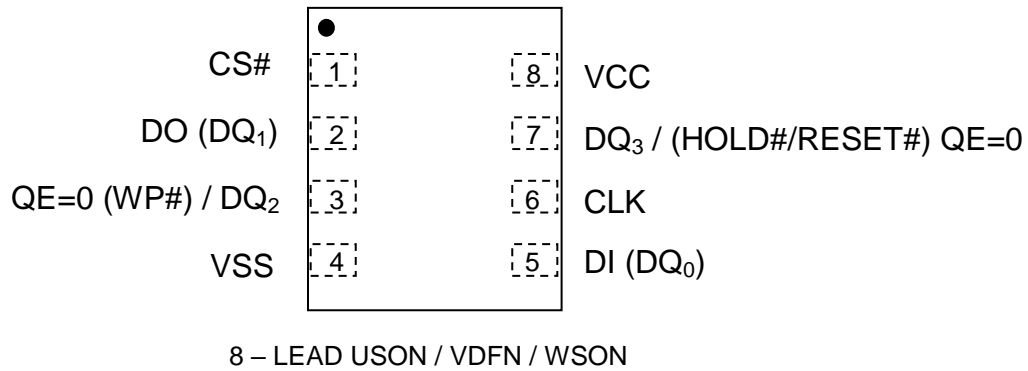 CS# 1 8 VCC
DO (DQ₁) 2 7 DQ₃ / (HOLD#/RESET#) QE=0
QE=0 (WP#) / DQ₂ 3 6 CLK
VSS 4 5 DI (DQ₀)
8 – LEAD USON / VDFN / WSON